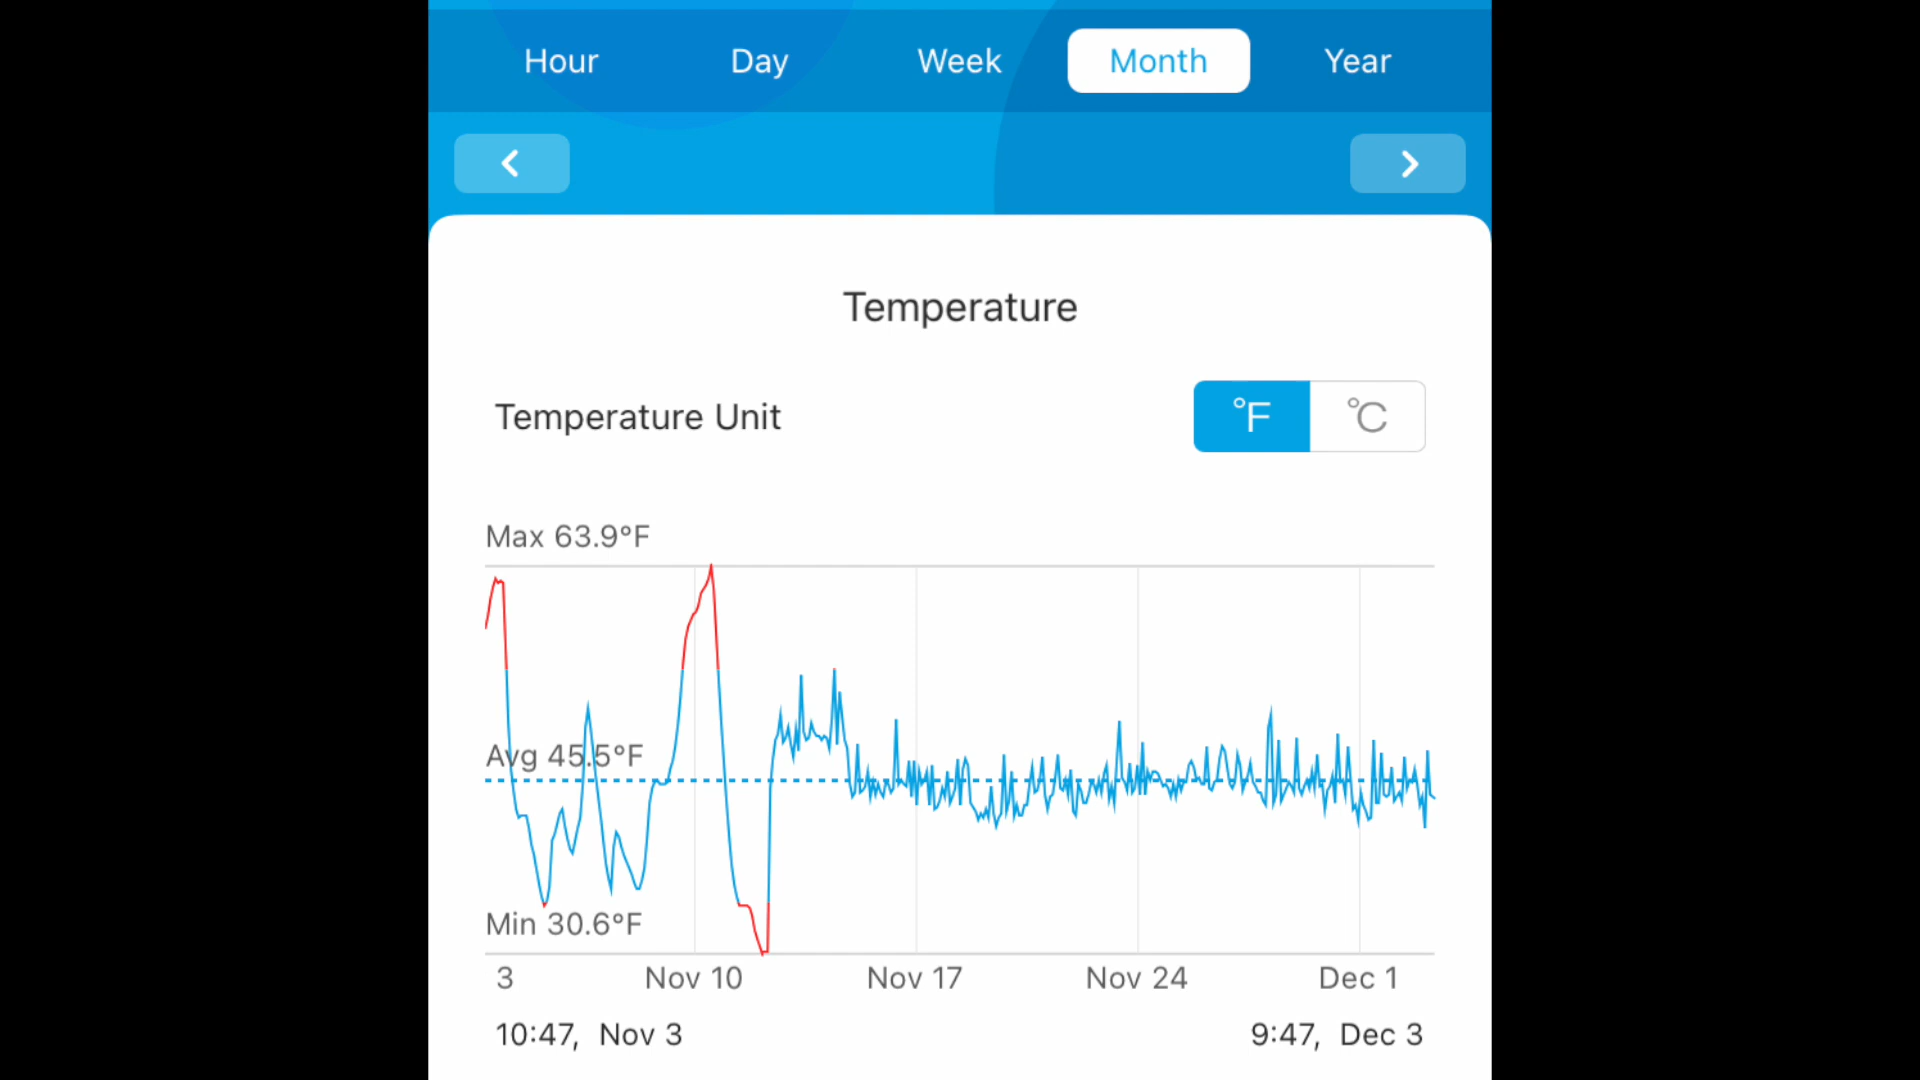 Hour Day Week Month Year
Temperature
Temperature Unit °F °C
Max 63.9°F
Avg 45.5°F
Min 30.6°F
3 Nov 10 Nov 17 Nov 24 Dec 1
10:47, Nov 3 9:47, Dec 3